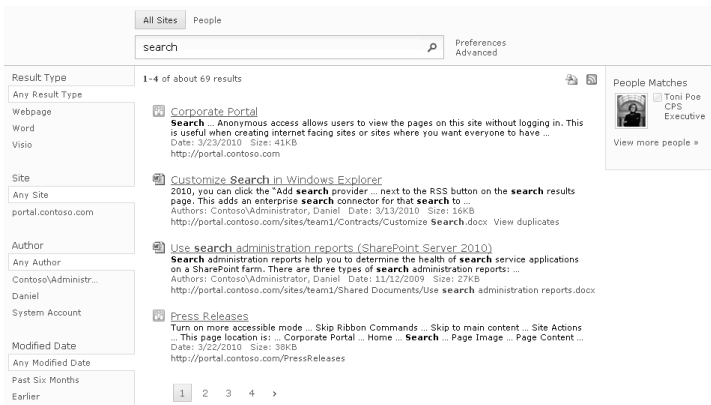 All Sites People
search
Preferences
Advanced
Result Type
Any Result Type
Webpage
Word
Visio
Site
Any Site
portal.contoso.com
Author
Any Author
Contoso\Administr...
Daniel
System Account
Modified Date
Any Modified Date
Past Six Months
Earlier
1-4 of about 69 results
Corporate Portal
Search ... Anonymous access allows users to view the pages on this site without logging in. This
is useful when creating internet facing sites or sites where you want everyone to have ...
Date: 3/23/2010 Size: 41KB
http://portal.contoso.com
Customize Search in Windows Explorer
2010, you can click the "Add search provider ... next to the RSS button on the search results
page. This adds an enterprise search connector for that search to ...
Authors: Contoso\Administrator, Daniel Date: 3/13/2010 Size: 16KB
http://portal.contoso.com/sites/team1/Contracts/Customize Search.docx View duplicates
Use search administration reports (SharePoint Server 2010)
Search administration reports help you to determine the health of search service applications
on a SharePoint farm. There are three types of search administration reports: ...
Authors: Contoso\Administrator, Daniel Date: 11/12/2009 Size: 27KB
http://portal.contoso.com/sites/team1/Shared Documents/Use search administration reports.docx
Press Releases
Turn on more accessible mode ... Skip Ribbon Commands ... Skip to main content ... Site Actions
... This page location is: ... Corporate Portal ... Home ... Search ... Page Image ... Page Content ...
Date: 3/22/2010 Size: 38KB
http://portal.contoso.com/PressReleases
1 2 3 4 ›
People Matches
Toni Poe
CPS
Executive
View more people »